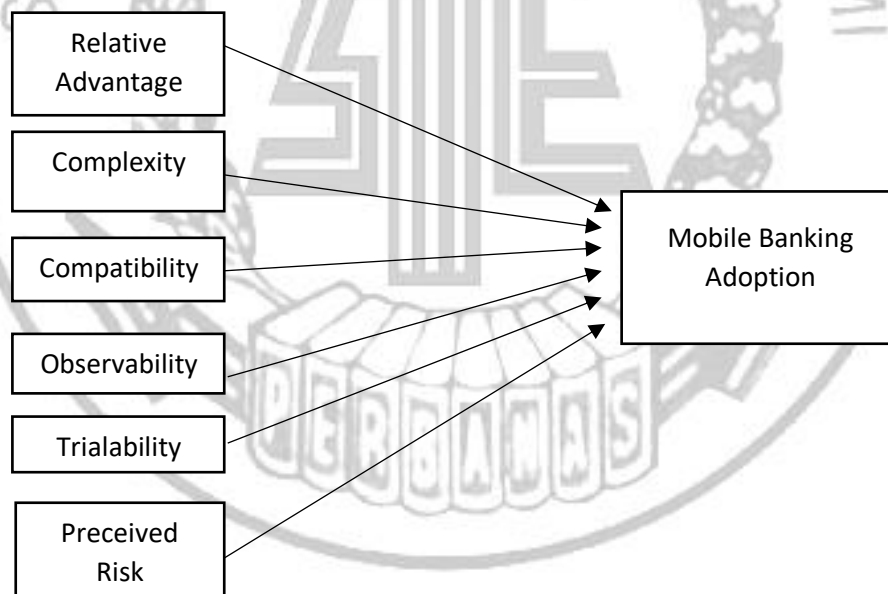 Relative
Advantage
Complexity
Compatibility
Observability
Trialability
Preceived
Risk
Mobile Banking
Adoption
PERBANAS